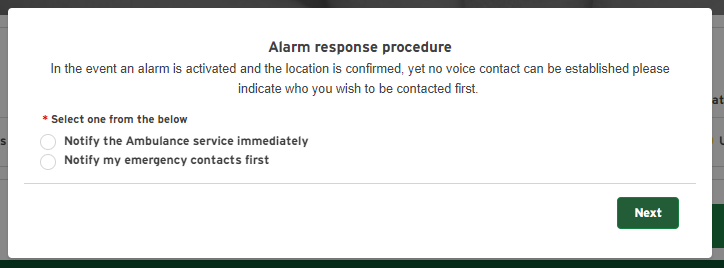 Alarm response procedure
In the event an alarm is activated and the location is confirmed, yet no voice contact can be established please
indicate who you wish to be contacted first.
* Select one from the below
Notify the Ambulance service immediately
Notify my emergency contacts first
Next